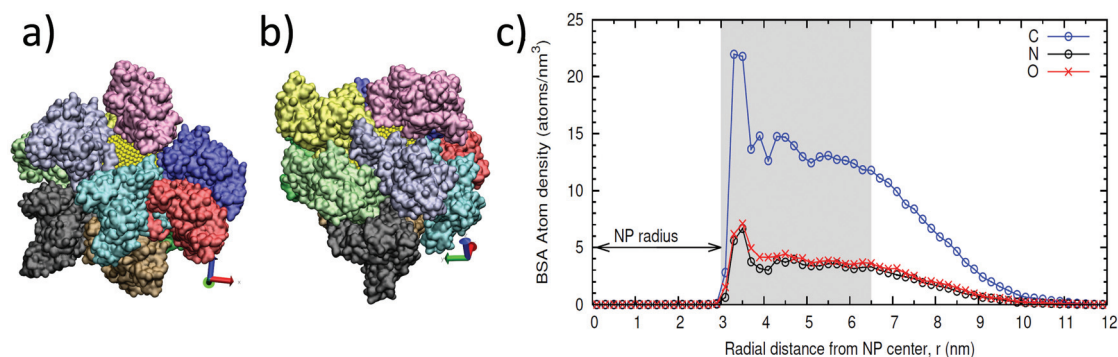 a)
b)
c)
BSA Atom density (atoms/nm³)
25
20
15
10
5
0
C
N
O
NP radius
0 1 2 3 4 5 6 7 8 9 10 11 12
Radial distance from NP center, r (nm)